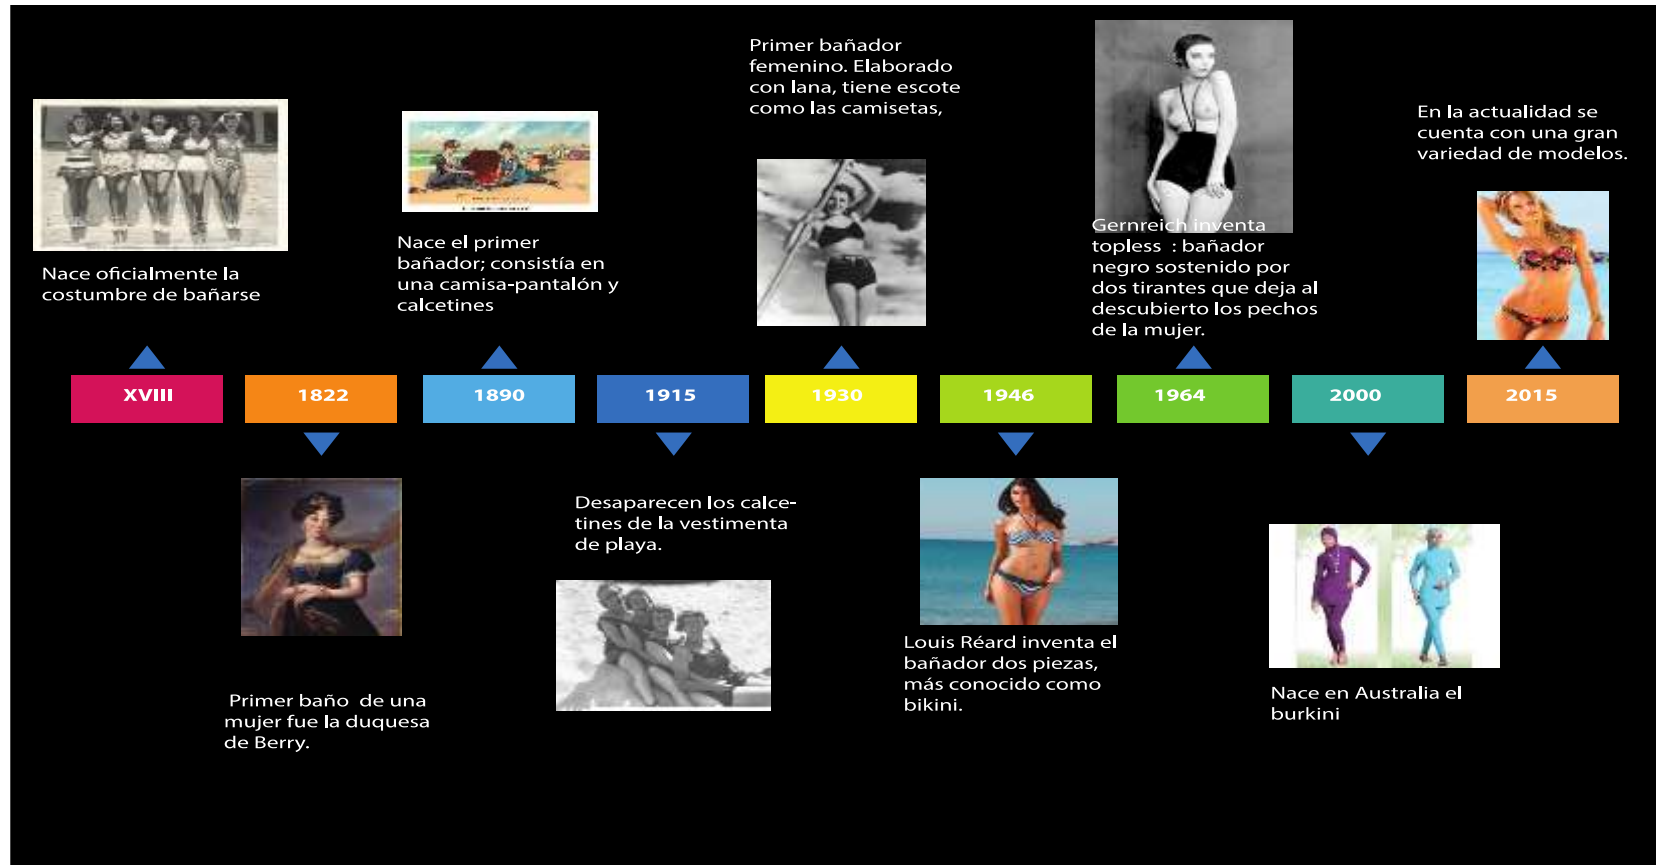 Nace oficialmente la
costumbre de bañarse
Nace el primer
bañador; consistía en
una camisa-pantalón y
calcetines
Primer bañador
femenino. Elaborado
con lana, tiene escote
como las camisetas,
Gernreich inventa
topless : bañador
negro sostenido por
dos tirantes que deja al
descubierto los pechos
de la mujer.
En la actualidad se
cuenta con una gran
variedad de modelos.
XVIII
1822
1890
1915
1930
1946
1964
2000
2015
Primer baño de una
mujer fue la duquesa
de Berry.
Desaparecen los calce-
tines de la vestimenta
de playa.
Louis Réard inventa el
bañador dos piezas,
más conocido como
bikini.
Nace en Australia el
burkini